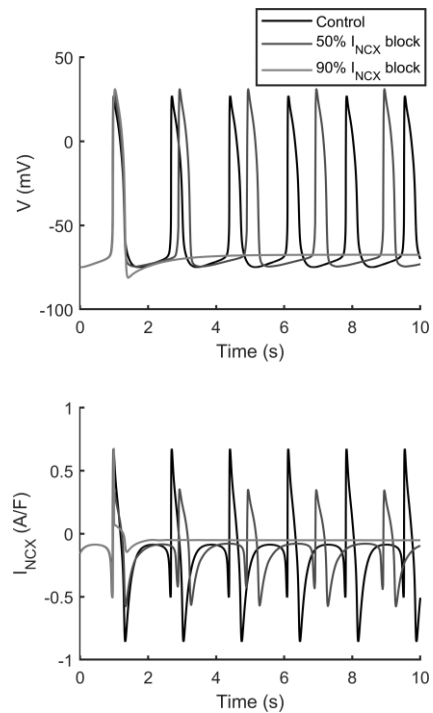 Control
50% I_NCX block
90% I_NCX block
50
0
-50
-100
V (mV)
0 2 4 6 8 10
Time (s)
1
0.5
0
-0.5
-1
I_NCX (A/F)
0 2 4 6 8 10
Time (s)